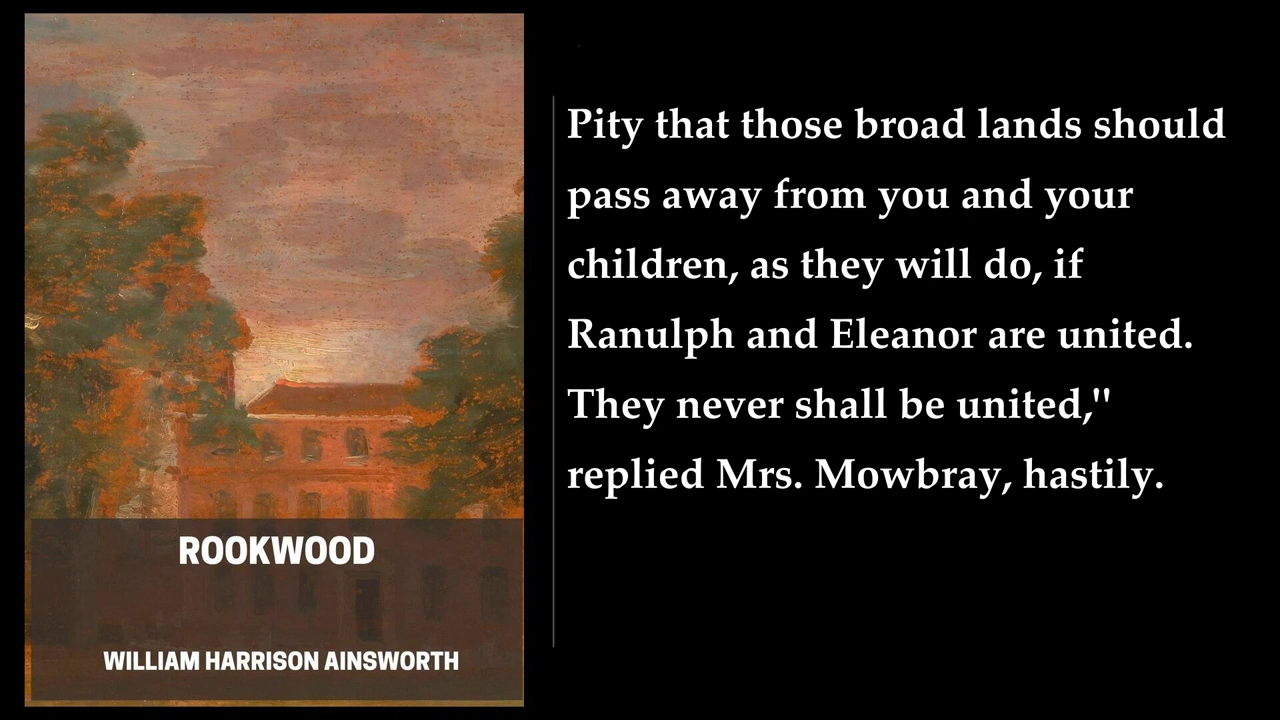 ROOKWOOD
WILLIAM HARRISON AINSWORTH
Pity that those broad lands should
pass away from you and your
children, as they will do, if
Ranulph and Eleanor are united.
They never shall be united,"
replied Mrs. Mowbray, hastily.